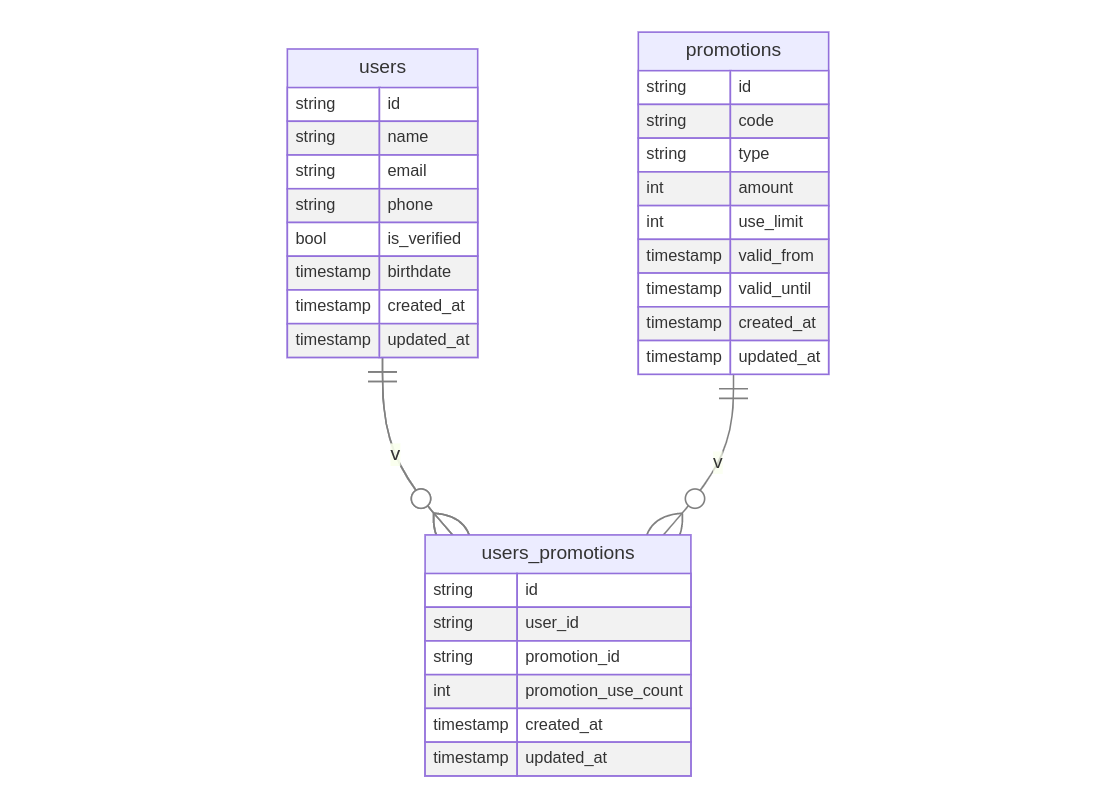 users
string id
string name
string email
string phone
bool is_verified
timestamp birthdate
timestamp created_at
timestamp updated_at
promotions
string id
string code
string type
int amount
int use_limit
timestamp valid_from
timestamp valid_until
timestamp created_at
timestamp updated_at
v
v
users_promotions
string id
string user_id
string promotion_id
int promotion_use_count
timestamp created_at
timestamp updated_at